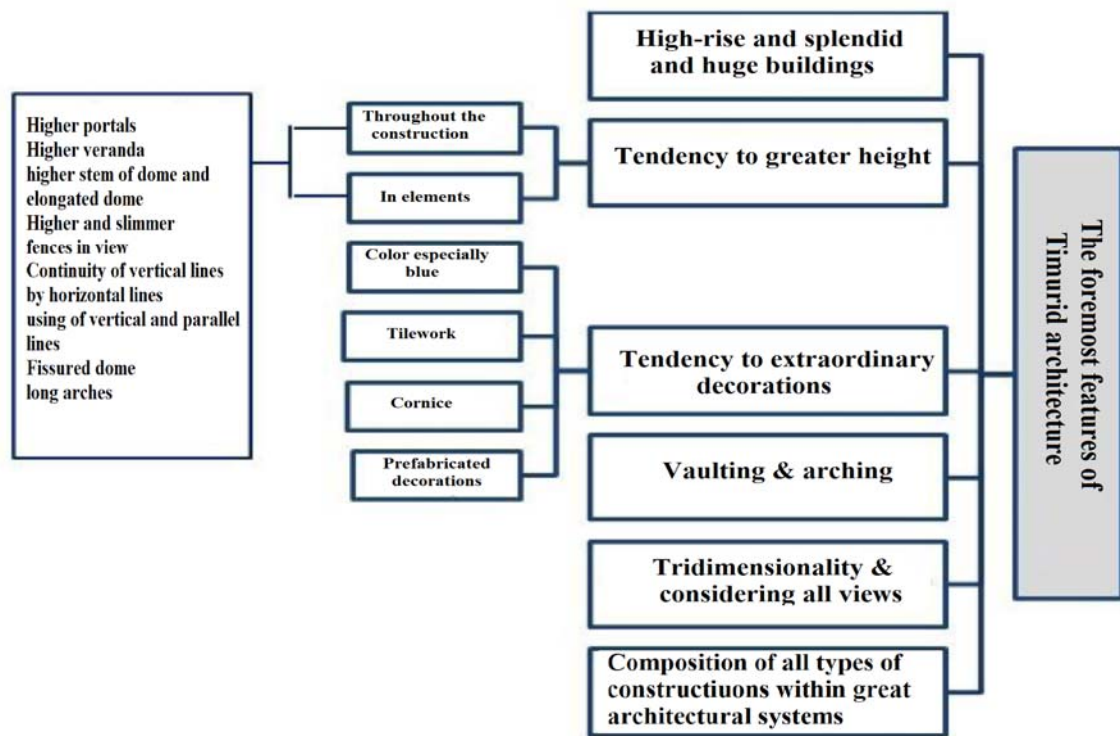 High-rise and splendid
and huge buildings
Higher portals
Higher veranda
higher stem of dome and
elongated dome
Higher and slimmer
fences in view
Continuity of vertical lines
by horizontal lines
using of vertical and parallel
lines
Fissured dome
long arches
Throughout the
construction
In elements
Tendency to greater height
Color especially
blue
Tilework
Cornice
Prefabricated
decorations
Tendency to extraordinary
decorations
Vaulting & arching
Tridimensionality &
considering all views
Composition of all types of
constructiuons within great
architectural systems
The foremost features of
Timurid architecture